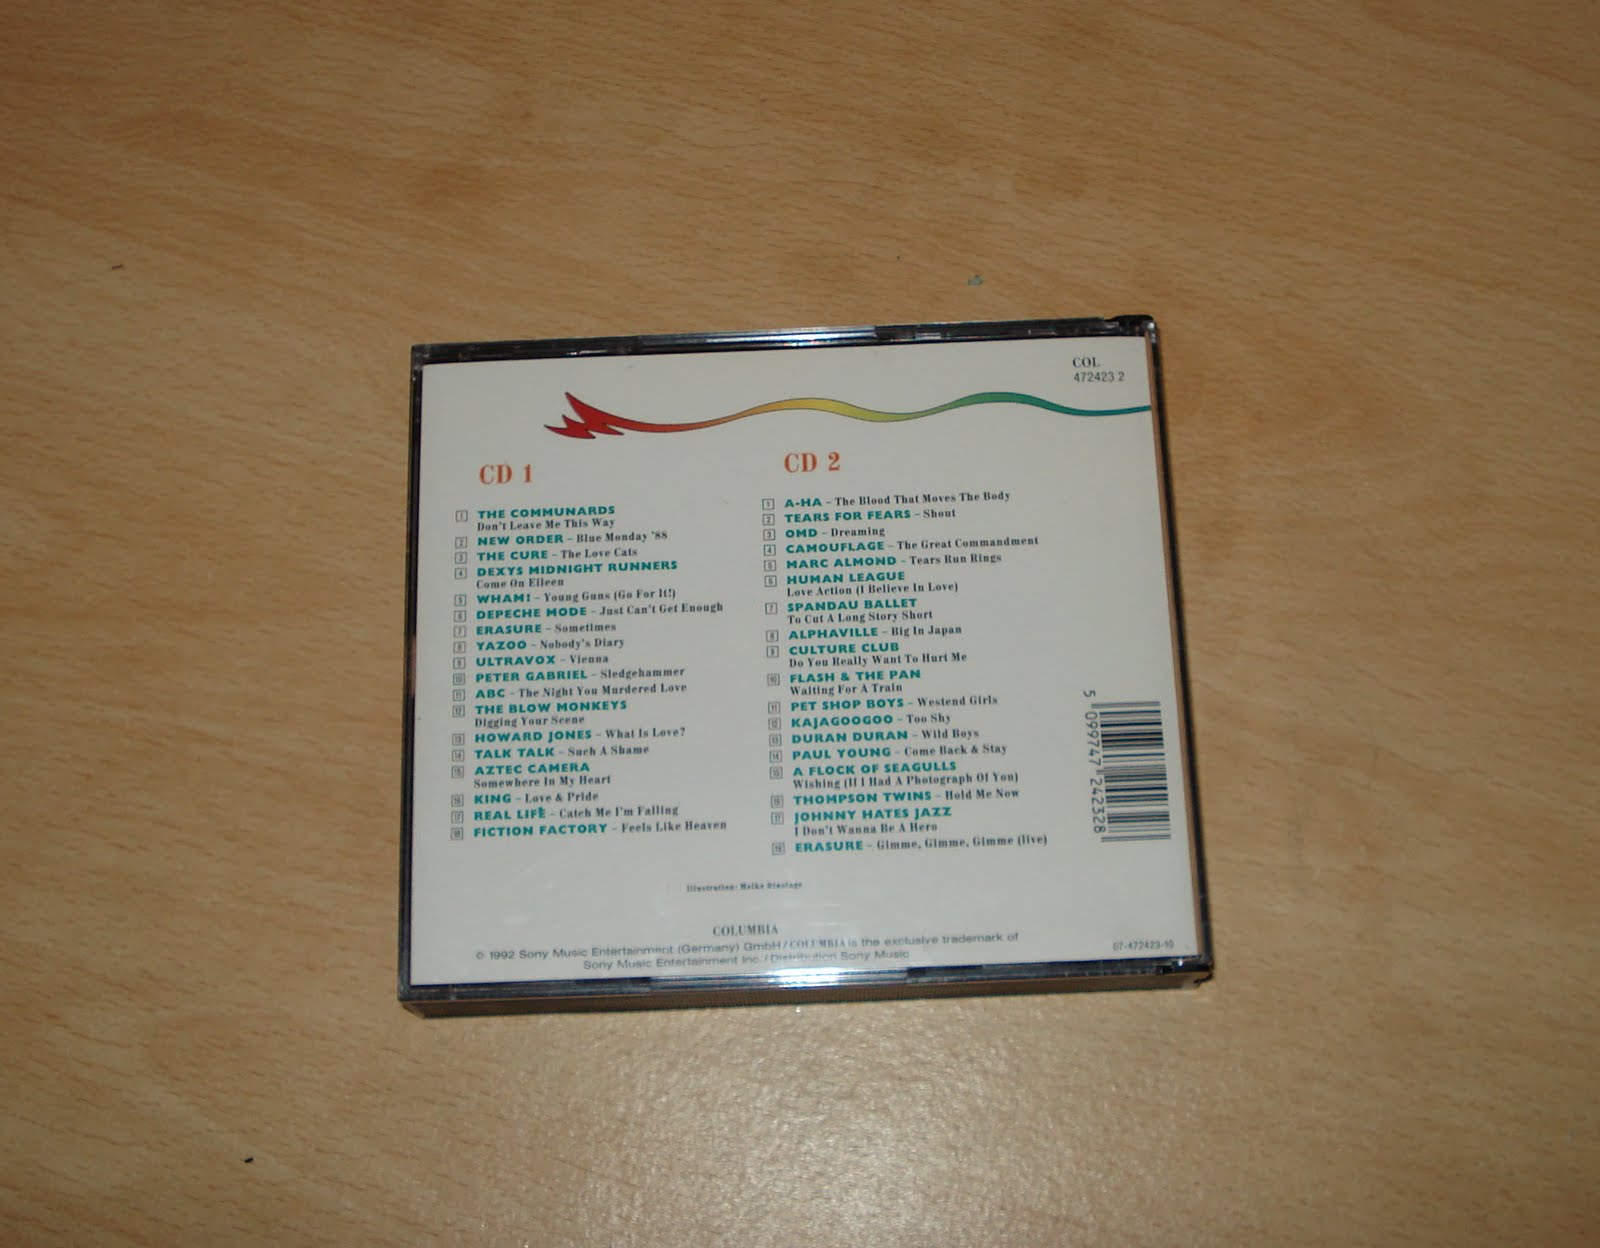 COL
472423 2
CD 1
1 THE COMMUNARDS
Don't Leave Me This Way
2 NEW ORDER – Blue Monday '88
3 THE CURE – The Love Cats
4 DEXYS MIDNIGHT RUNNERS
Come On Eileen
5 WHAM! – Young Guns (Go For It!)
6 DEPECHE MODE – Just Can't Get Enough
7 ERASURE – Sometimes
8 YAZOO – Nobody's Diary
9 ULTRAVOX – Vienna
10 PETER GABRIEL – Sledgehammer
11 ABC – The Night You Murdered Love
12 THE BLOW MONKEYS
Digging Your Scene
13 HOWARD JONES – What Is Love?
14 TALK TALK – Such A Shame
15 AZTEC CAMERA
Somewhere In My Heart
16 KING – Love & Pride
17 REAL LIFE – Catch Me I'm Falling
18 FICTION FACTORY – Feels Like Heaven
CD 2
1 A-HA – The Blood That Moves The Body
2 TEARS FOR FEARS – Shout
3 OMD – Dreaming
4 CAMOUFLAGE – The Great Commandment
5 MARC ALMOND – Tears Run Rings
6 HUMAN LEAGUE
Love Action (I Believe In Love)
7 SPANDAU BALLET
To Cut A Long Story Short
8 ALPHAVILLE – Big In Japan
9 CULTURE CLUB
Do You Really Want To Hurt Me
10 FLASH & THE PAN
Waiting For A Train
11 PET SHOP BOYS – Westend Girls
12 KAJAGOOGOO – Too Shy
13 DURAN DURAN – Wild Boys
14 PAUL YOUNG – Come Back & Stay
15 A FLOCK OF SEAGULLS
Wishing (If I Had A Photograph Of You)
16 THOMPSON TWINS – Hold Me Now
17 JOHNNY HATES JAZZ
I Don't Wanna Be A Hero
18 ERASURE – Gimme, Gimme, Gimme (live)
5 099747 242328
Illustration: Meike
COLUMBIA
© 1992 Sony Music Entertainment (Germany) GmbH / COLUMBIA is the exclusive trademark of
Sony Music Entertainment Inc. / Distribution Sony Music
07-472423-10